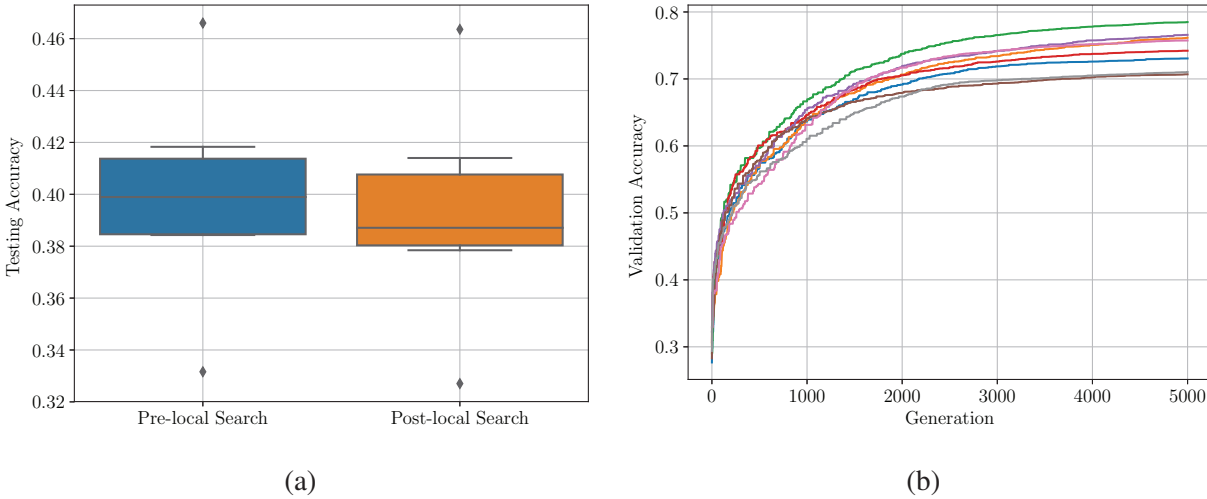 0.46
0.44
0.42
0.40
0.38
0.36
0.34
0.32
Testing Accuracy
Pre-local Search
Post-local Search
(a)
0.8
0.7
0.6
0.5
0.4
0.3
Validation Accuracy
0
1000
2000
3000
4000
5000
Generation
(b)